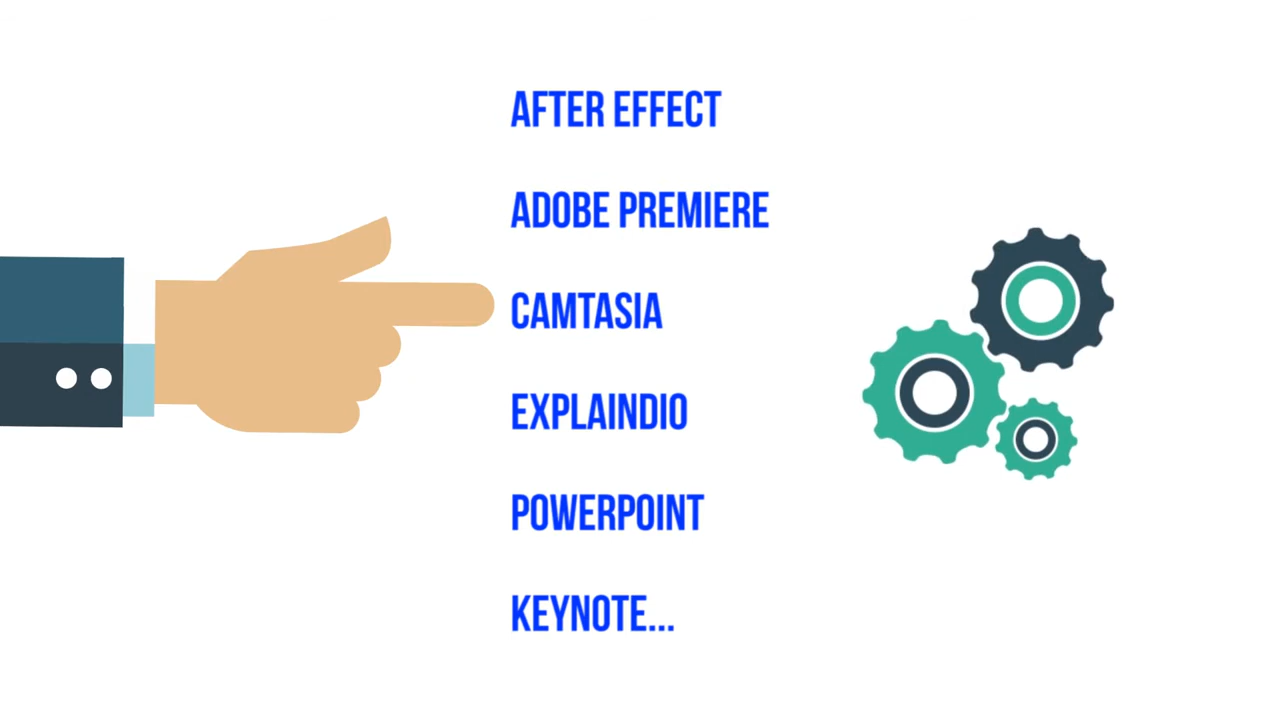 AFTER EFFECT
ADOBE PREMIERE
CAMTASIA
EXPLAINDIO
POWERPOINT
KEYNOTE...